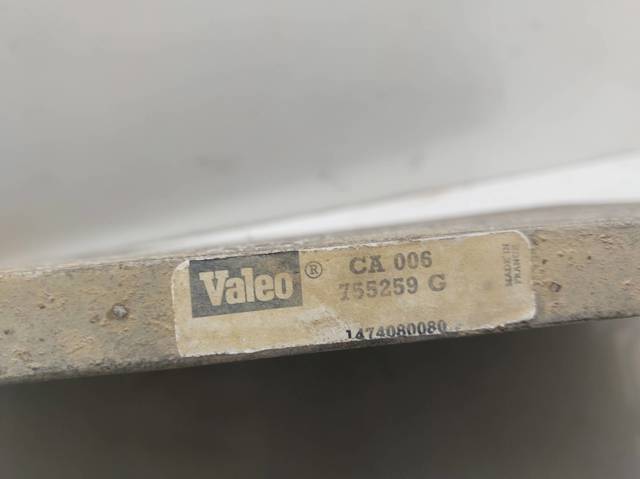 Valeo ® CA 006
755259 G
1474080080
MADE IN
FRANCE